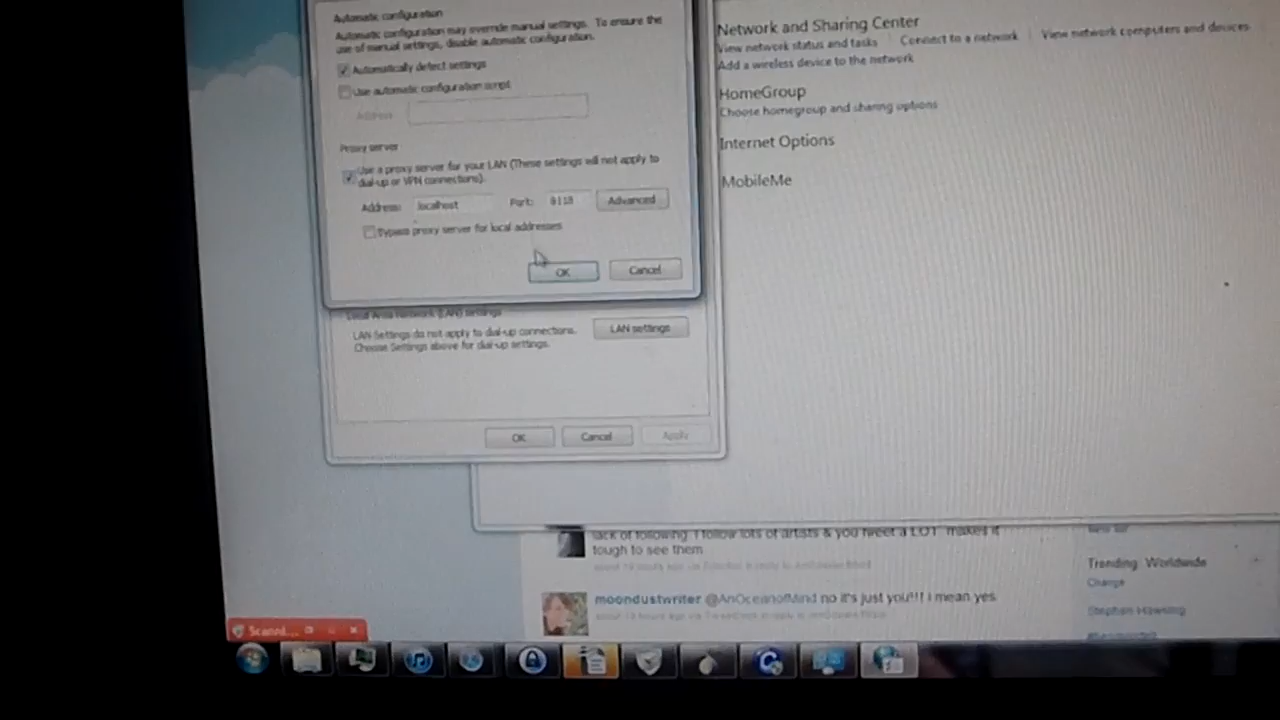 Automatic configuration
Automatic configuration may override manual settings. To ensure the
use of manual settings, disable automatic configuration.
Automatically detect settings
Use automatic configuration script
Address
Proxy server
Use a proxy server for your LAN (These settings will not apply to
dial-up or VPN connections).
Address: localhost Port: 8118 Advanced
Bypass proxy server for local addresses
OK Cancel
Local Area Network (LAN) settings
LAN Settings do not apply to dial-up connections.
Choose Settings above for dial-up settings.
LAN settings
OK Cancel Apply
Network and Sharing Center
View network status and tasks Connect to a network View network computers and devices
Add a wireless device to the network
HomeGroup
Choose homegroup and sharing options
Internet Options
MobileMe
lack of following. I follow lots of artists & you tweet a LOT makes it
tough to see them
moondustwriter @AnOceanofMind no it's just you!!! i mean yes
Trending: Worldwide
Change
Stephen Hawking
Scanni...